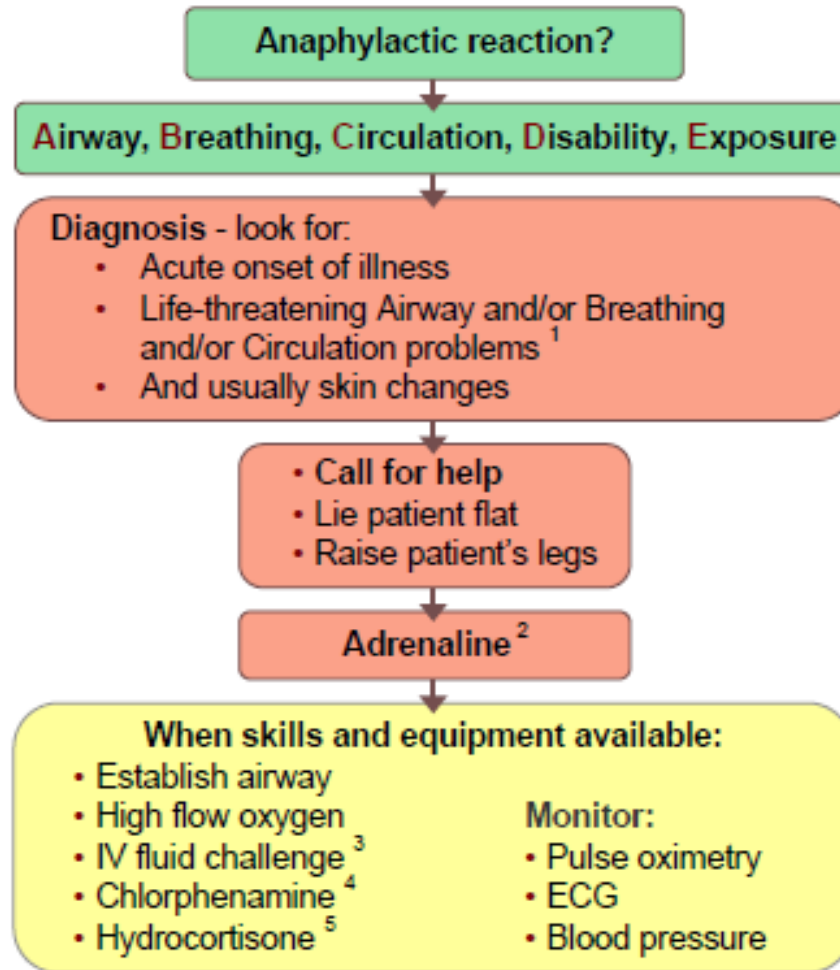 Anaphylactic reaction?
Airway, Breathing, Circulation, Disability, Exposure
Diagnosis - look for:
• Acute onset of illness
• Life-threatening Airway and/or Breathing
and/or Circulation problems ¹
• And usually skin changes
• Call for help
• Lie patient flat
• Raise patient's legs
Adrenaline ²
When skills and equipment available:
• Establish airway
• High flow oxygen
• IV fluid challenge ³
• Chlorphenamine ⁴
• Hydrocortisone ⁵
Monitor:
• Pulse oximetry
• ECG
• Blood pressure